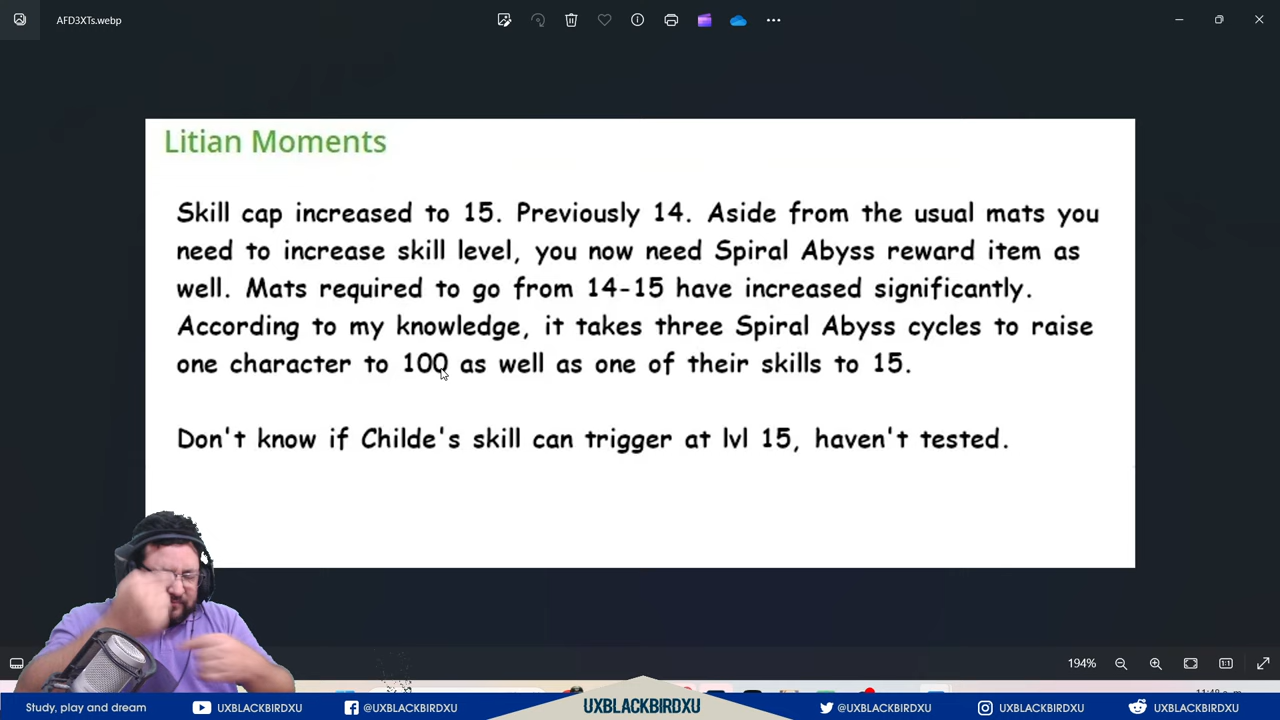 AFD3XTs.webp
Litian Moments
Skill cap increased to 15. Previously 14. Aside from the usual mats you
need to increase skill level, you now need Spiral Abyss reward item as
well. Mats required to go from 14-15 have increased significantly.
According to my knowledge, it takes three Spiral Abyss cycles to raise
one character to 100 as well as one of their skills to 15.
Don't know if Childe's skill can trigger at lvl 15, haven't tested.
194%
Study, play and dream
UXBLACKBIRDXU
@UXBLACKBIRDXU
UXBLACKBIRDXU
@UXBLACKBIRDXU
UXBLACKBIRDXU
UXBLACKBIRDXU